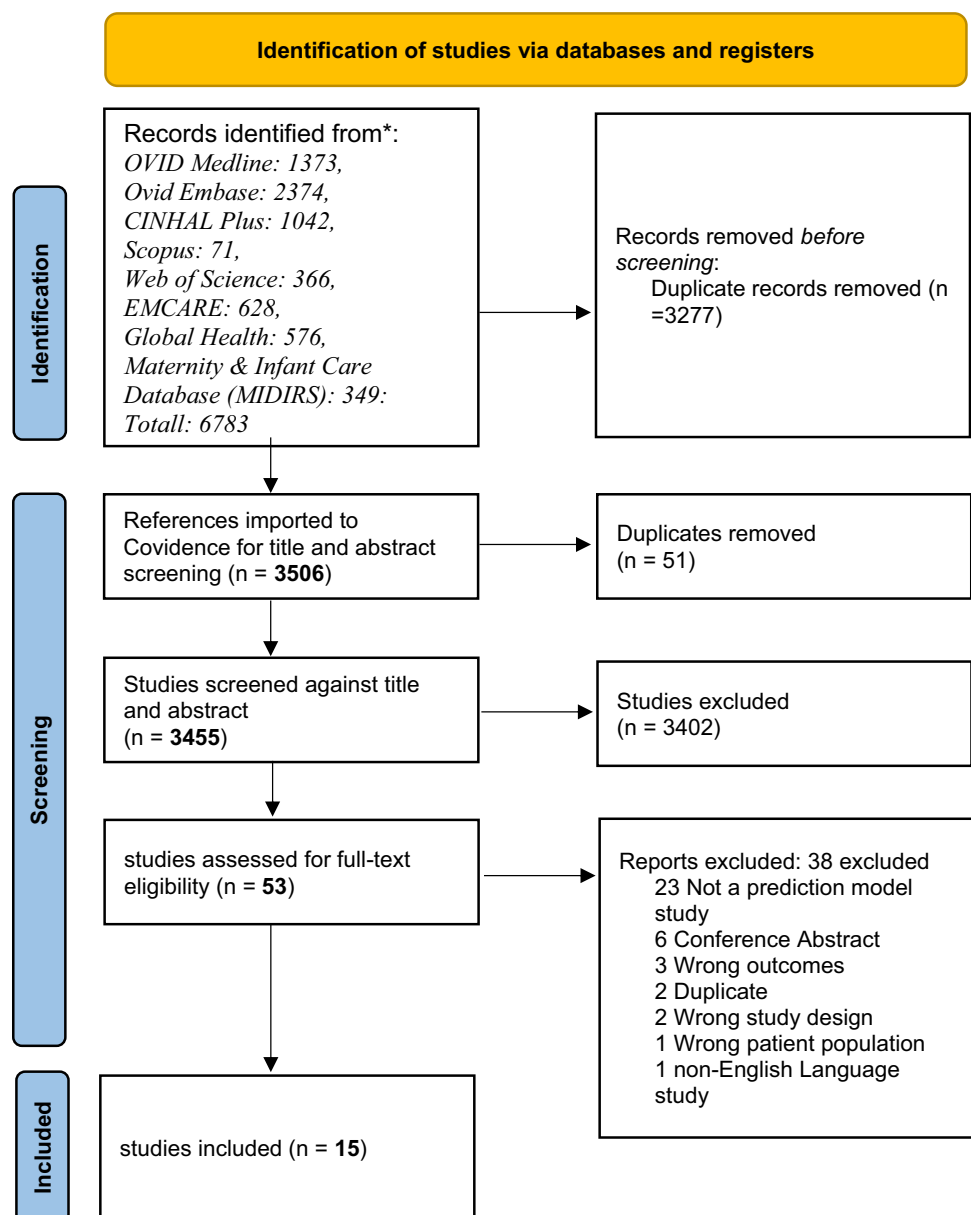 Identification of studies via databases and registers
Identification
Records identified from*:
OVID Medline: 1373,
Ovid Embase: 2374,
CINHAL Plus: 1042,
Scopus: 71,
Web of Science: 366,
EMCARE: 628,
Global Health: 576,
Maternity & Infant Care
Database (MIDIRS): 349:
Totall: 6783
Records removed before
screening:
Duplicate records removed (n
=3277)
Screening
References imported to
Covidence for title and abstract
screening (n = 3506)
Duplicates removed
(n = 51)
Studies screened against title
and abstract
(n = 3455)
Studies excluded
(n = 3402)
studies assessed for full-text
eligibility (n = 53)
Reports excluded: 38 excluded
23 Not a prediction model
study
6 Conference Abstract
3 Wrong outcomes
2 Duplicate
2 Wrong study design
1 Wrong patient population
1 non-English Language
study
Included
studies included (n = 15)